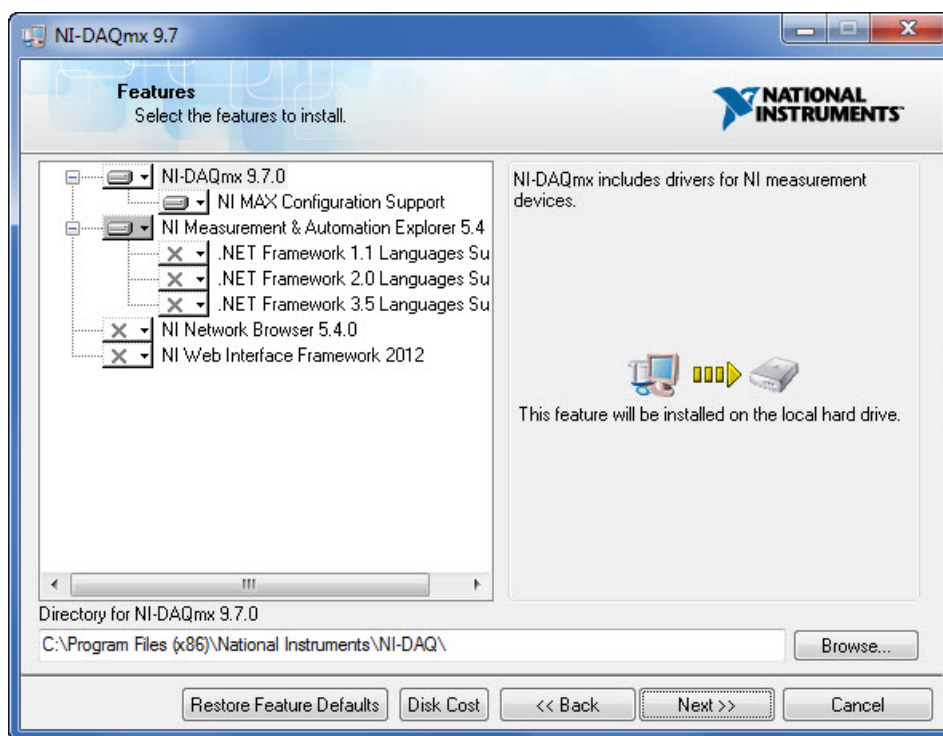 NI-DAQmx 9.7
Features
Select the features to install.
NATIONAL
INSTRUMENTS™
NI-DAQmx 9.7.0
NI MAX Configuration Support
NI Measurement & Automation Explorer 5.4
.NET Framework 1.1 Languages Su
.NET Framework 2.0 Languages Su
.NET Framework 3.5 Languages Su
NI Network Browser 5.4.0
NI Web Interface Framework 2012
NI-DAQmx includes drivers for NI measurement
devices.
This feature will be installed on the local hard drive.
Directory for NI-DAQmx 9.7.0
C:\Program Files (x86)\National Instruments\NI-DAQ\
Browse...
Restore Feature Defaults
Disk Cost
<< Back
Next >>
Cancel